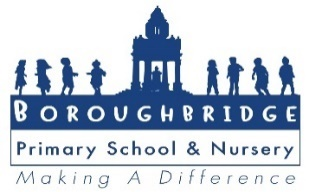 BOROUGHBRIDGE
Primary School & Nursery
Making A Difference